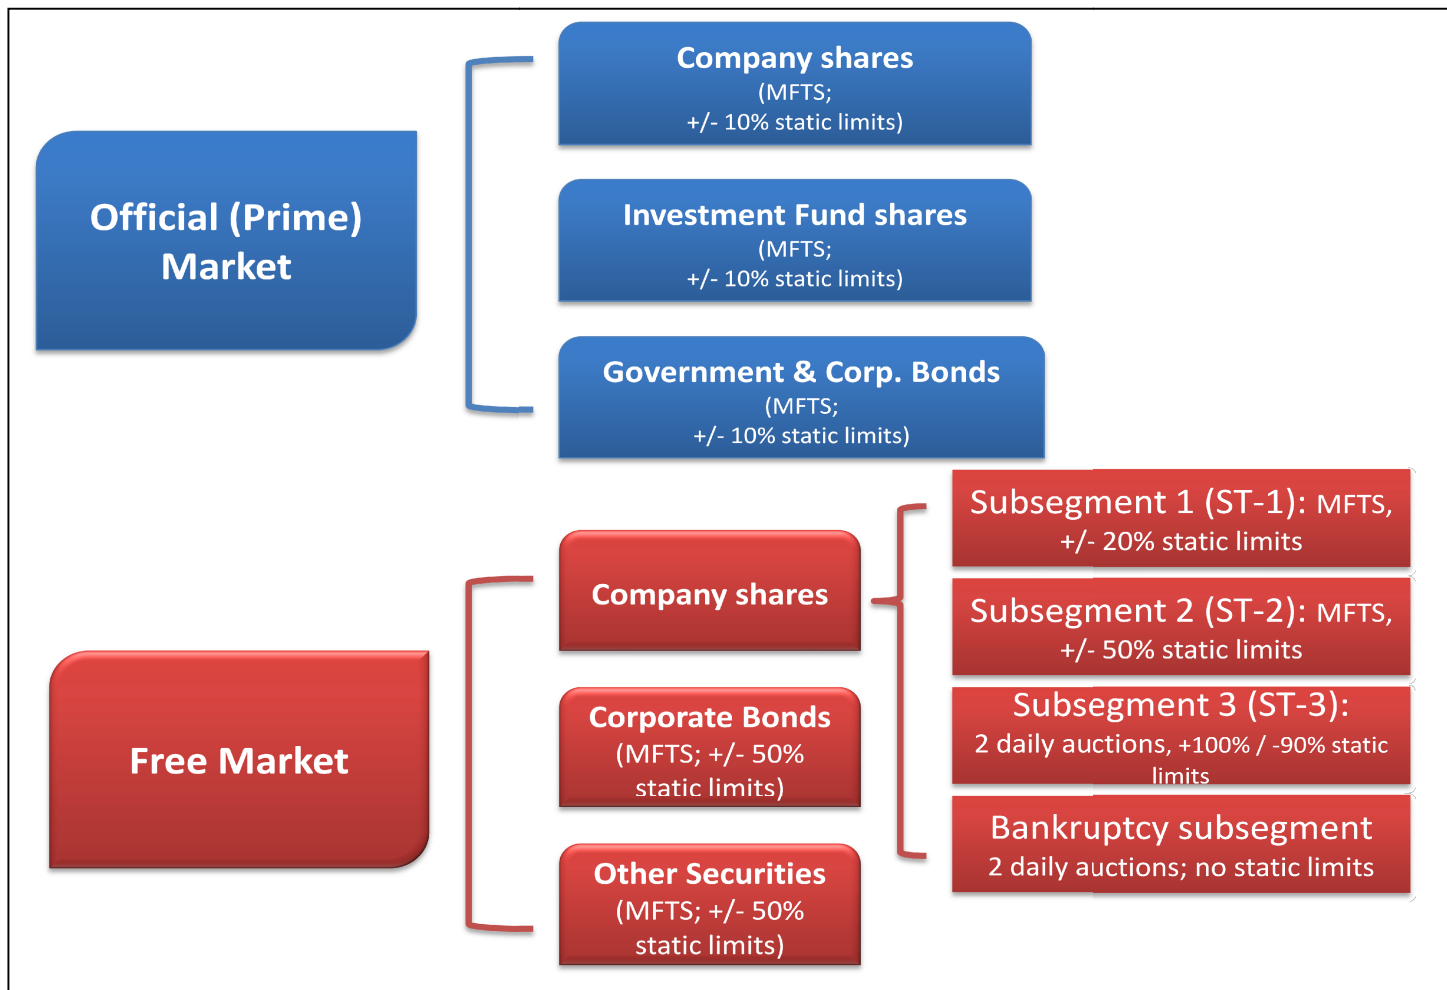 Official (Prime)
Market
Company shares
(MFTS;
+/- 10% static limits)
Investment Fund shares
(MFTS;
+/- 10% static limits)
Government & Corp. Bonds
(MFTS;
+/- 10% static limits)
Free Market
Company shares
Subsegment 1 (ST-1): MFTS,
+/- 20% static limits
Subsegment 2 (ST-2): MFTS,
+/- 50% static limits
Subsegment 3 (ST-3):
2 daily auctions, +100% / -90% static
limits
Bankruptcy subsegment
2 daily auctions; no static limits
Corporate Bonds
(MFTS; +/- 50%
static limits)
Other Securities
(MFTS; +/- 50%
static limits)